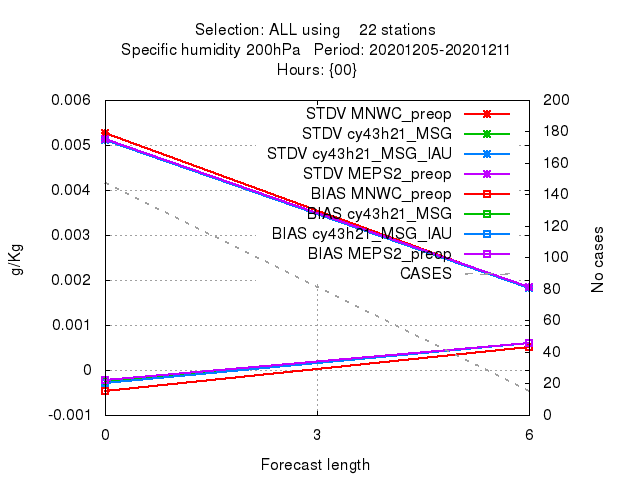 Selection: ALL using 22 stations
Specific humidity 200hPa Period: 20201205-20201211
Hours: {00}
0.006
0.005
0.004
0.003
0.002
0.001
0
-0.001
g/Kg
STDV MNWC_preop
STDV cy43h21_MSG
STDV cy43h21_MSG_IAU
STDV MEPS2_preop
BIAS MNWC_preop
BIAS cy43h21_MSG
BIAS cy43h21_MSG_IAU
BIAS MEPS2_preop
CASES
200
180
160
140
120
100
80
60
40
20
0
No cases
0 3 6
Forecast length